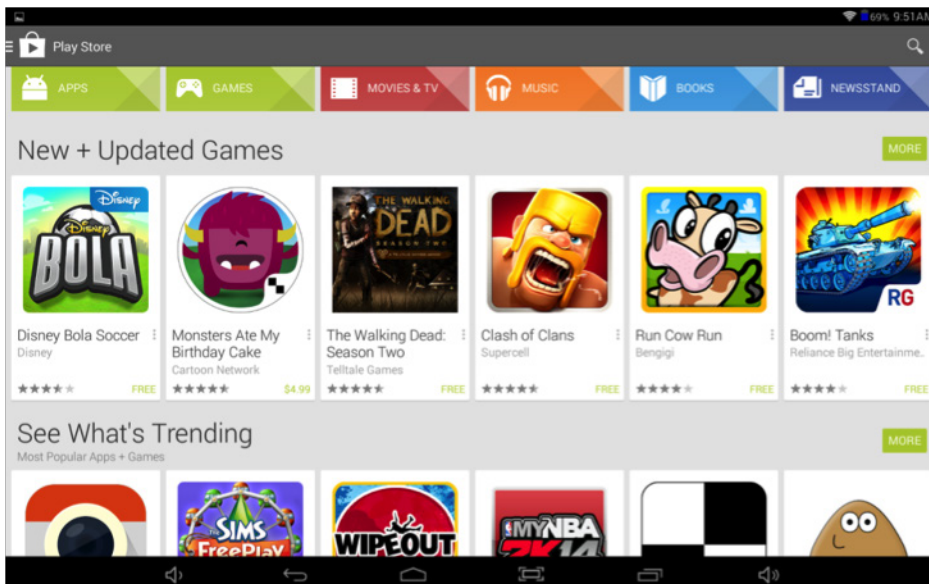 69% 9:51AM
Play Store
APPS
GAMES
MOVIES & TV
MUSIC
BOOKS
NEWSSTAND
New + Updated Games
MORE
Disney
Disney
BOLA
THE WALKING
DEAD
SEASON TWO
RG
Disney Bola Soccer
Disney
FREE
Monsters Ate My
Birthday Cake
Cartoon Network
$4.99
The Walking Dead:
Season Two
Telltale Games
FREE
Clash of Clans
Supercell
FREE
Run Cow Run
Bengigi
FREE
Boom! Tanks
Reliance Big Entertainme..
FREE
See What's Trending
Most Popular Apps + Games
MORE
THE SIMS
FreePlay
WIPEOUT
MYNBA
2K14